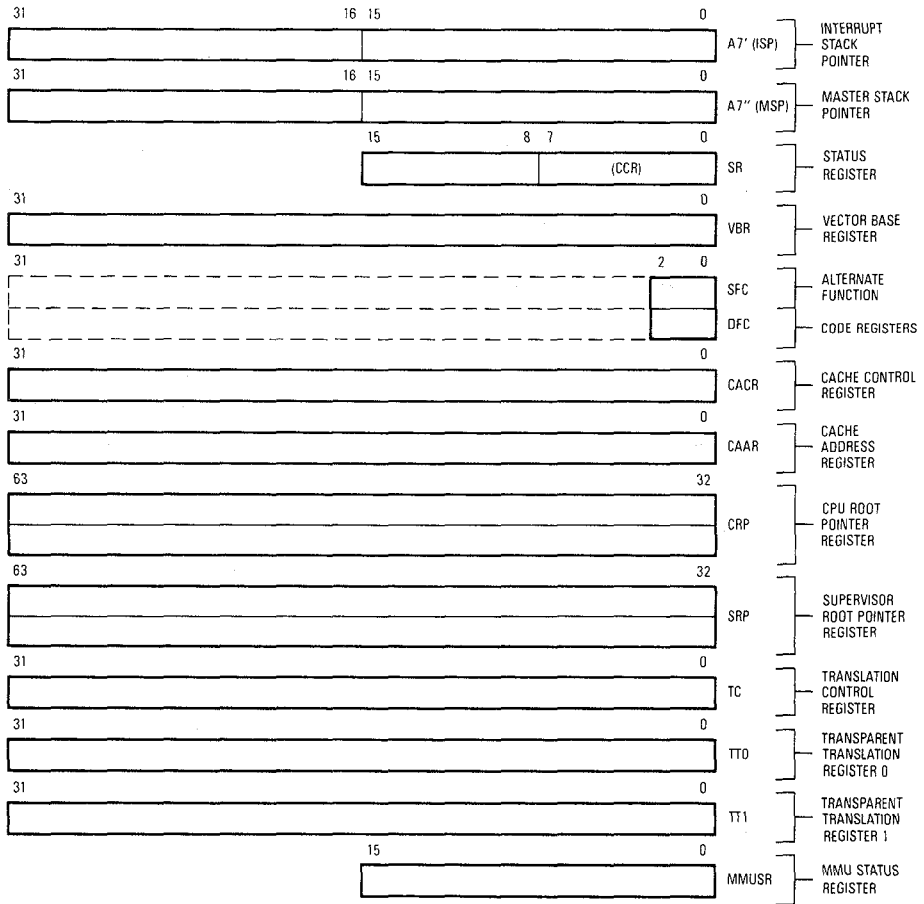 31 16 15 0
A7' (ISP) INTERRUPT
STACK
POINTER
31 16 15 0
A7'' (MSP) MASTER STACK
POINTER
15 8 7 0
(CCR) SR STATUS
REGISTER
31 0
VBR VECTOR BASE
REGISTER
31 2 0
SFC ALTERNATE
FUNCTION
DFC CODE REGISTERS
31 0
CACR CACHE CONTROL
REGISTER
31 0
CAAR CACHE
ADDRESS
REGISTER
63 32
CRP CPU ROOT
POINTER
REGISTER
63 32
SRP SUPERVISOR
ROOT POINTER
REGISTER
31 0
TC TRANSLATION
CONTROL
REGISTER
31 0
TT0 TRANSPARENT
TRANSLATION
REGISTER 0
31 0
TT1 TRANSPARENT
TRANSLATION
REGISTER 1
15 0
MMUSR MMU STATUS
REGISTER